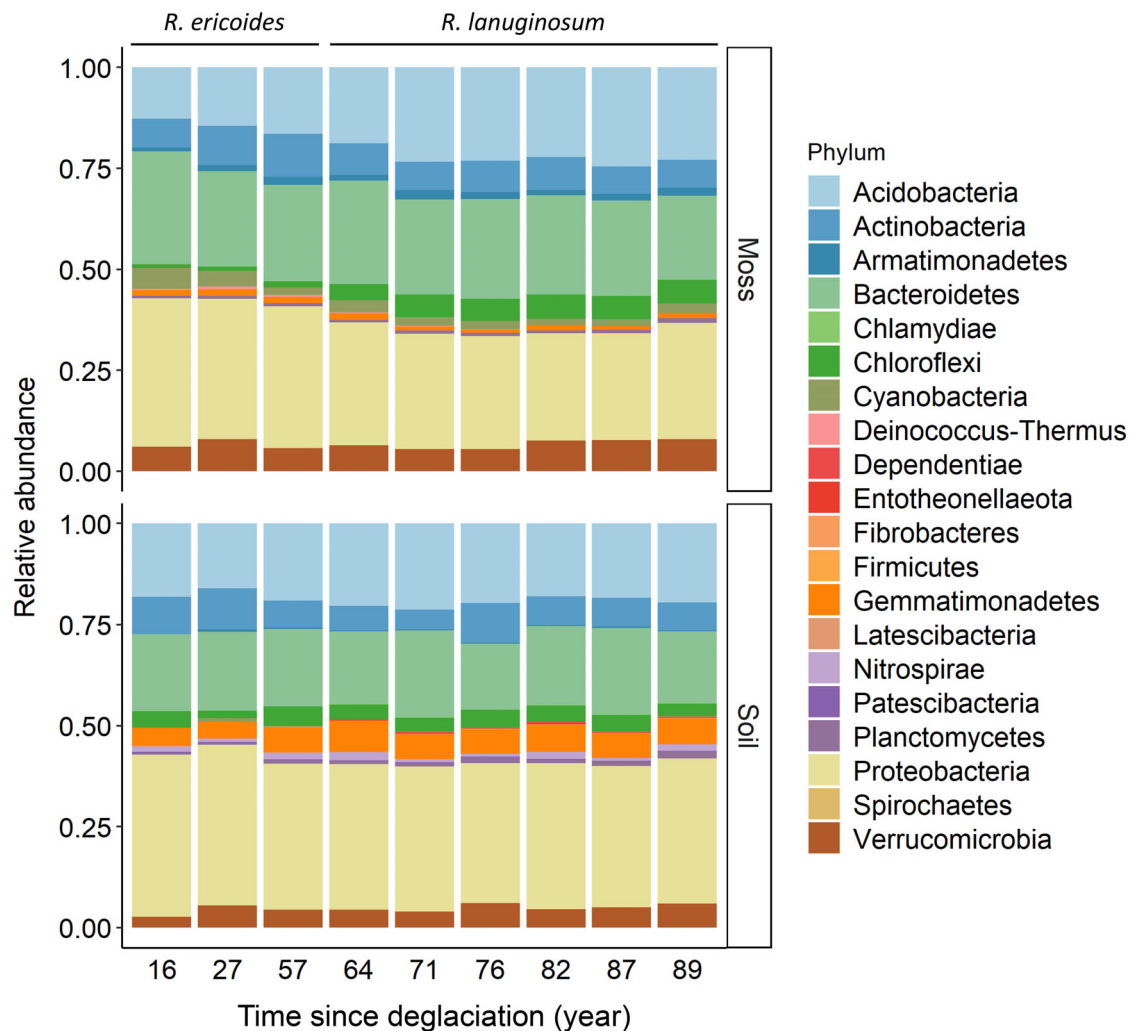 R. ericoides
R. lanuginosum
Relative abundance
1.00
0.75
0.50
0.25
0.00
Moss
1.00
0.75
0.50
0.25
0.00
Soil
16 27 57 64 71 76 82 87 89
Time since deglaciation (year)
Phylum
Acidobacteria
Actinobacteria
Armatimonadetes
Bacteroidetes
Chlamydiae
Chloroflexi
Cyanobacteria
Deinococcus-Thermus
Dependentiae
Entotheonellaeota
Fibrobacteres
Firmicutes
Gemmatimonadetes
Latescibacteria
Nitrospirae
Patescibacteria
Planctomycetes
Proteobacteria
Spirochaetes
Verrucomicrobia